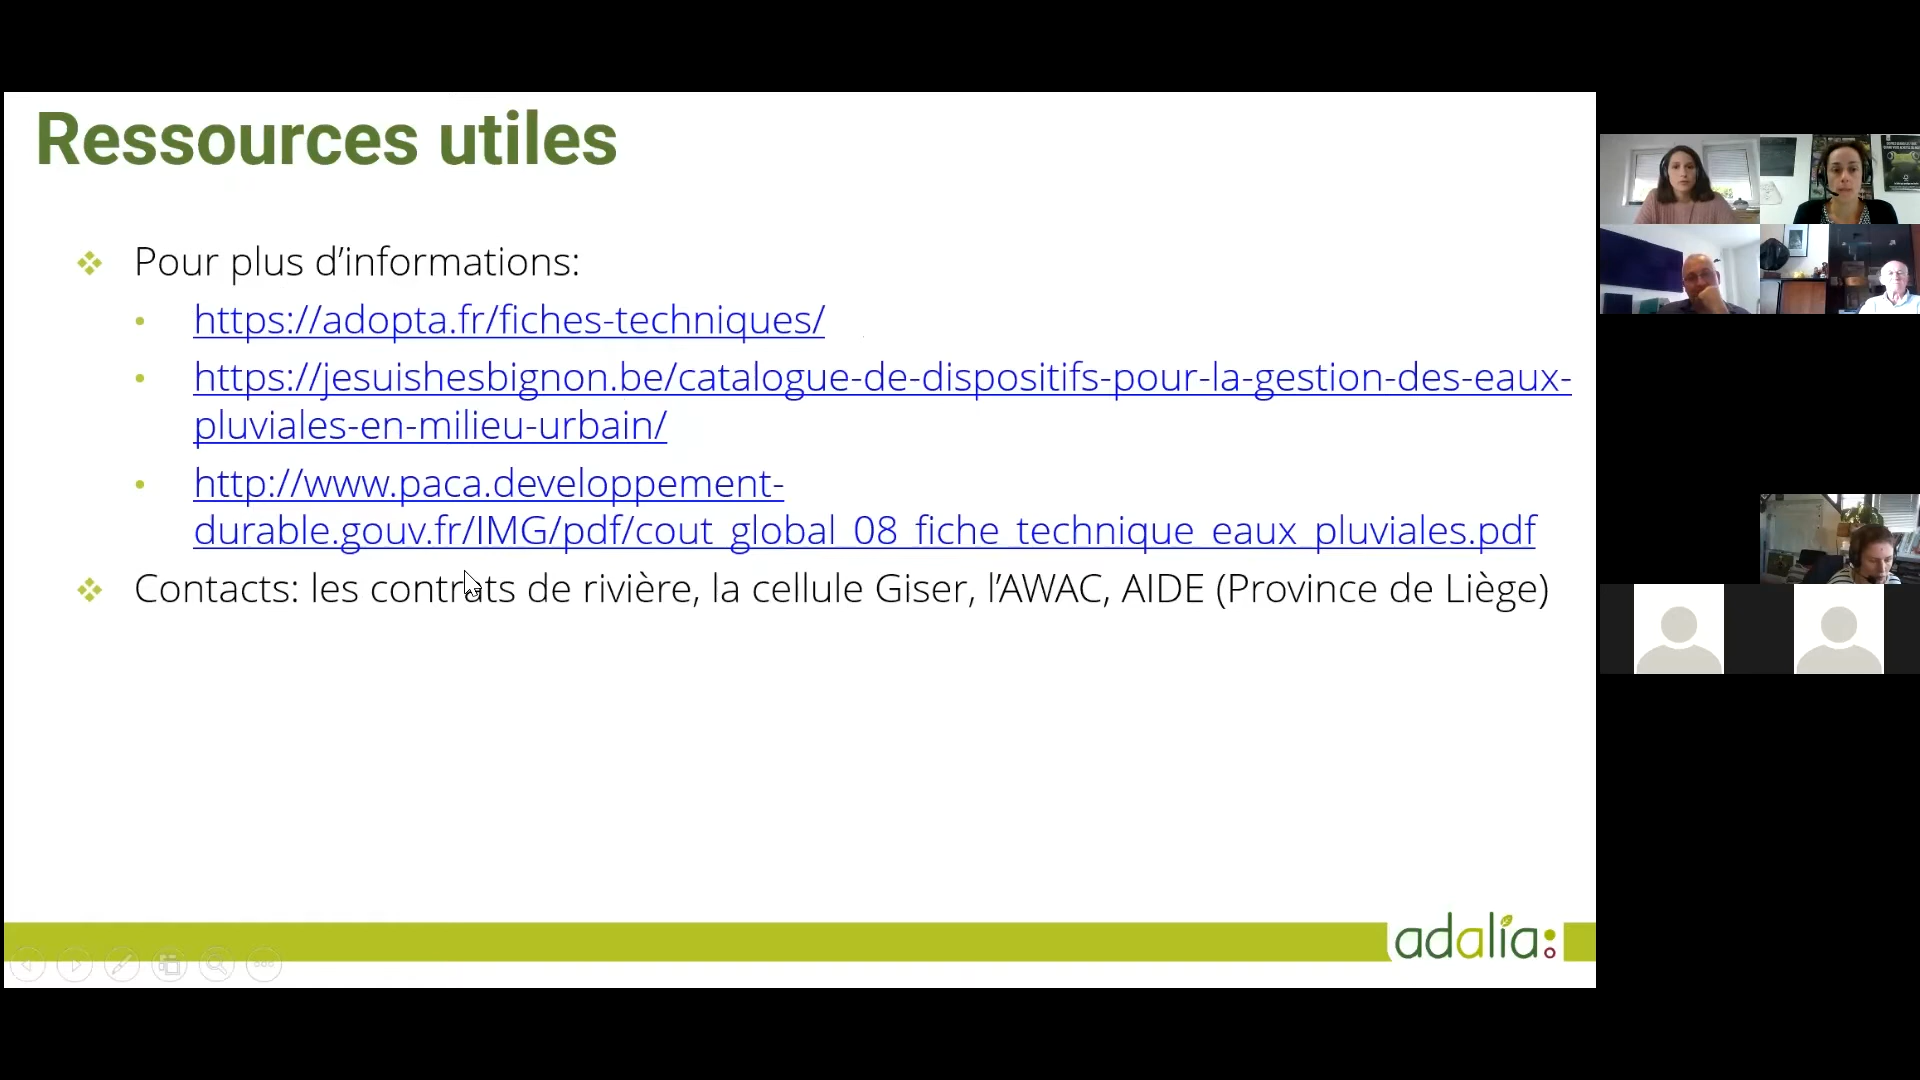 Ressources utiles
Pour plus d’informations:
https://adopta.fr/fiches-techniques/
https://jesuishesbignon.be/catalogue-de-dispositifs-pour-la-gestion-des-eaux-
pluviales-en-milieu-urbain/
http://www.paca.developpement-
durable.gouv.fr/IMG/pdf/cout_global_08_fiche_technique_eaux_pluviales.pdf
Contacts: les contrats de rivière, la cellule Giser, l’AWAC, AIDE (Province de Liège)
adalia